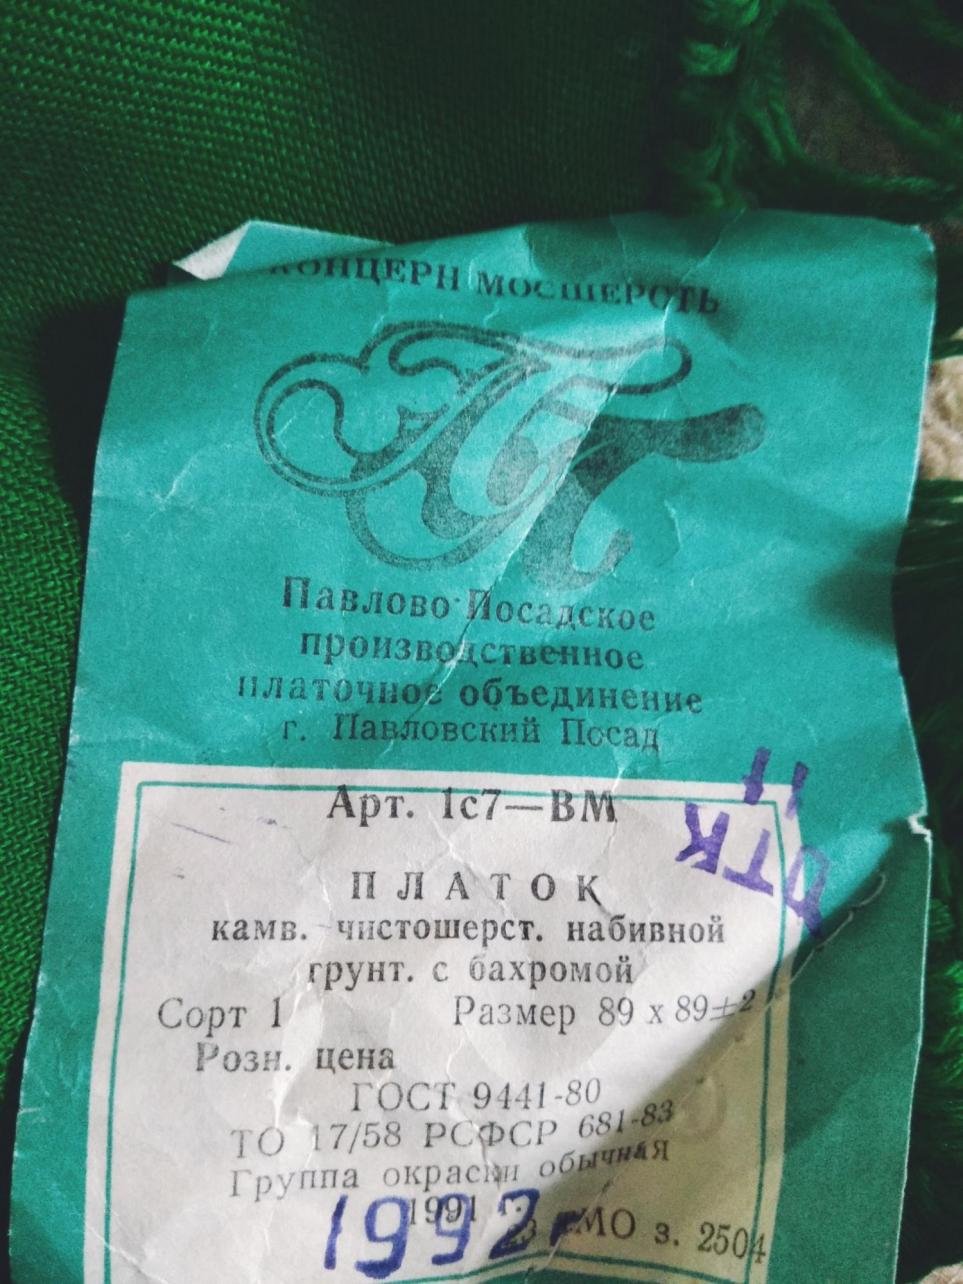 КОНЦЕРН МОСШЕРСТЬ
Павлово-Посадское
производственное
платочное объединение
г. Павловский Посад
Арт. 1с7—ВМ
ОТК
11
ПЛАТОК
камв. чистошерст. набивной
грунт. с бахромой
Сорт 1 Размер 89 х 89±2
Розн. цена
ГОСТ 9441-80
ТО 17/58 РСФСР 681-83
Группа окраски обычная
1991 г. МО з. 2504
1992г